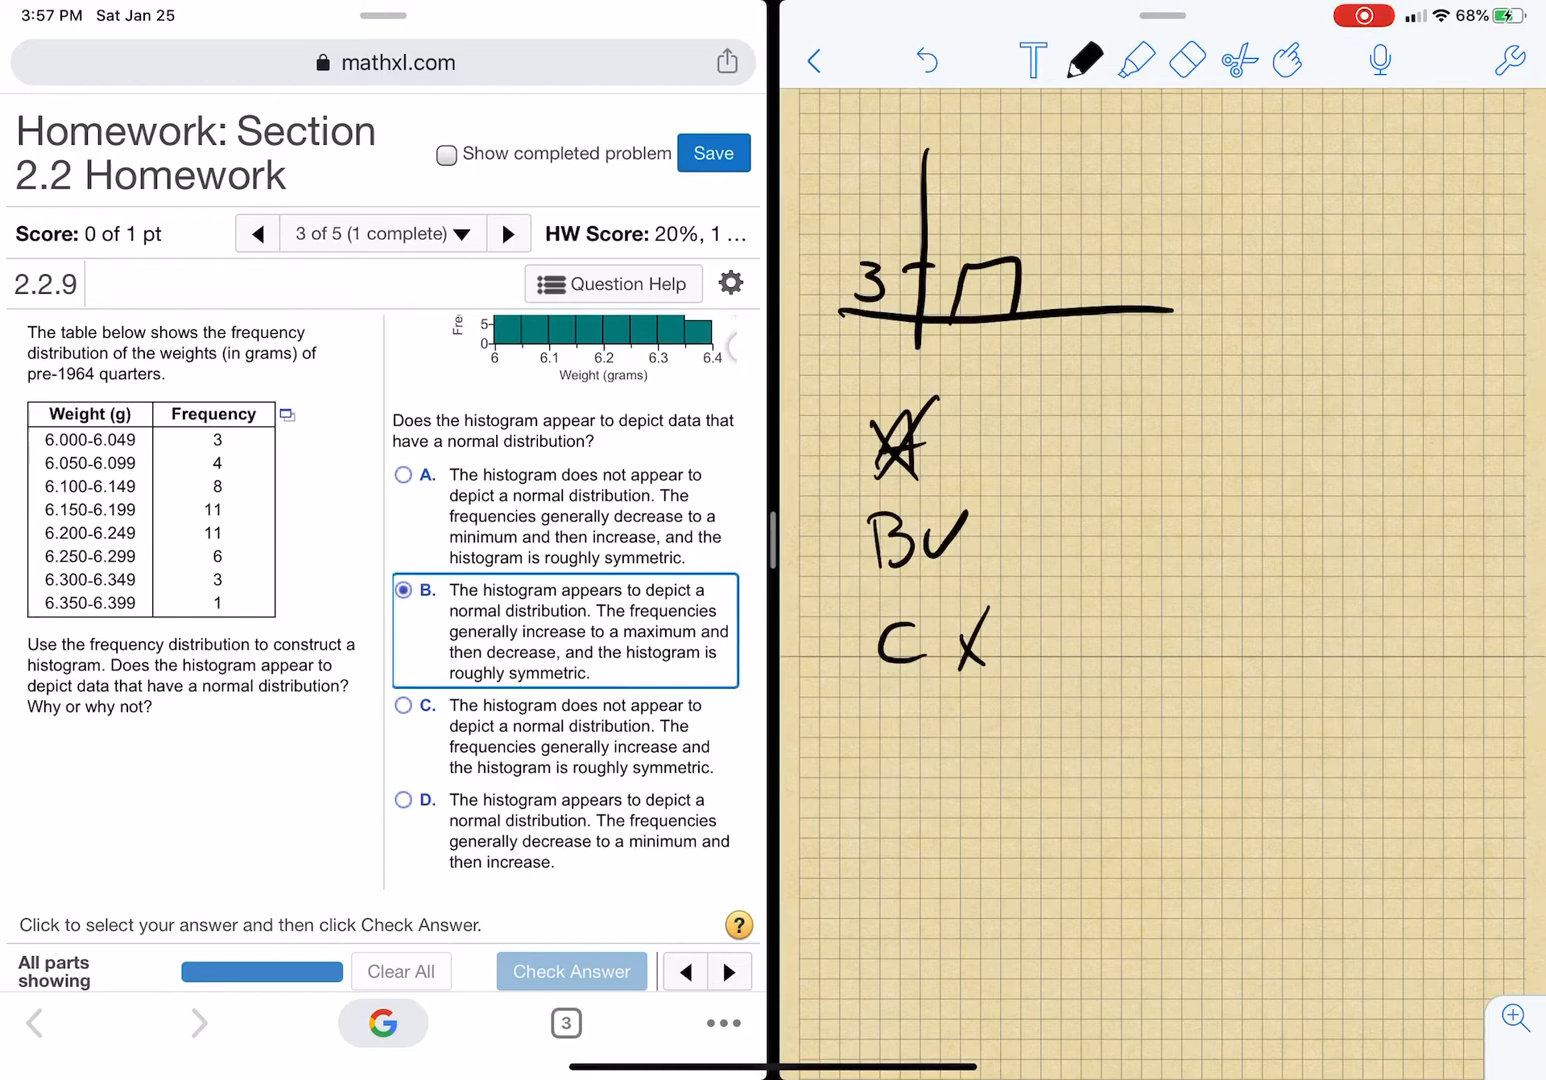 3:57 PM Sat Jan 25
68%
mathxl.com
T
Homework: Section
2.2 Homework
Show completed problem
Save
Score: 0 of 1 pt
3 of 5 (1 complete)
HW Score: 20%, 1 ...
2.2.9
Question Help
The table below shows the frequency
distribution of the weights (in grams) of
pre-1964 quarters.
Weight (g) Frequency
6.000-6.049 3
6.050-6.099 4
6.100-6.149 8
6.150-6.199 11
6.200-6.249 11
6.250-6.299 6
6.300-6.349 3
6.350-6.399 1
Use the frequency distribution to construct a
histogram. Does the histogram appear to
depict data that have a normal distribution?
Why or why not?
Fre
5
0
6 6.1 6.2 6.3 6.4
Weight (grams)
Does the histogram appear to depict data that
have a normal distribution?
A. The histogram does not appear to
depict a normal distribution. The
frequencies generally decrease to a
minimum and then increase, and the
histogram is roughly symmetric.
B. The histogram appears to depict a
normal distribution. The frequencies
generally increase to a maximum and
then decrease, and the histogram is
roughly symmetric.
C. The histogram does not appear to
depict a normal distribution. The
frequencies generally increase and
the histogram is roughly symmetric.
D. The histogram appears to depict a
normal distribution. The frequencies
generally decrease to a minimum and
then increase.
Click to select your answer and then click Check Answer.
?
All parts
showing
Clear All
Check Answer
G
3
3
A
B ✓
C X